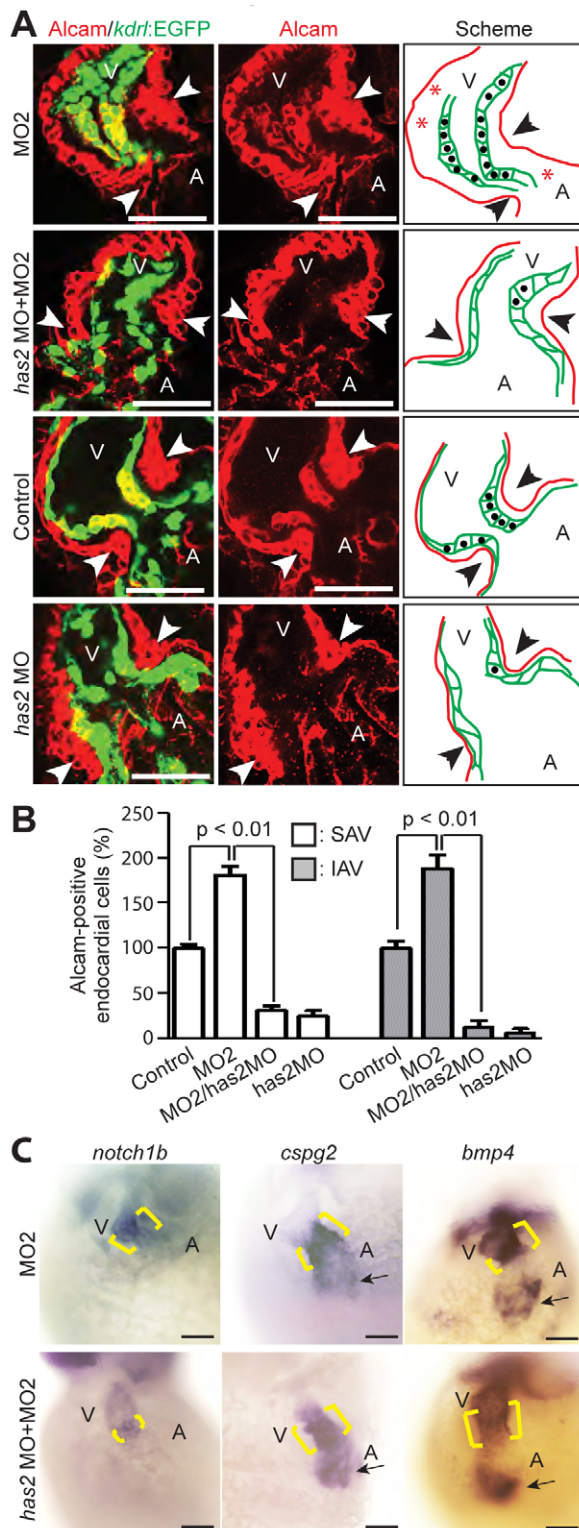 A
Alcam/kdrl:EGFP Alcam Scheme
MO2
V
A
V
* * *
A
has2 MO+MO2
V
A
V
A
V
A
Control
V
A
V
A
V
A
has2 MO
V
A
V
A
V
A
B
Alcam-positive
endocardial cells (%)
250
200
150
100
50
0
p < 0.01
: SAV
: IAV
p < 0.01
Control
MO2
MO2/has2MO
has2MO
Control
MO2
MO2/has2MO
has2MO
C
notch1b cspg2 bmp4
MO2
V A
V A
V A
has2 MO+MO2
V A
V A
V A